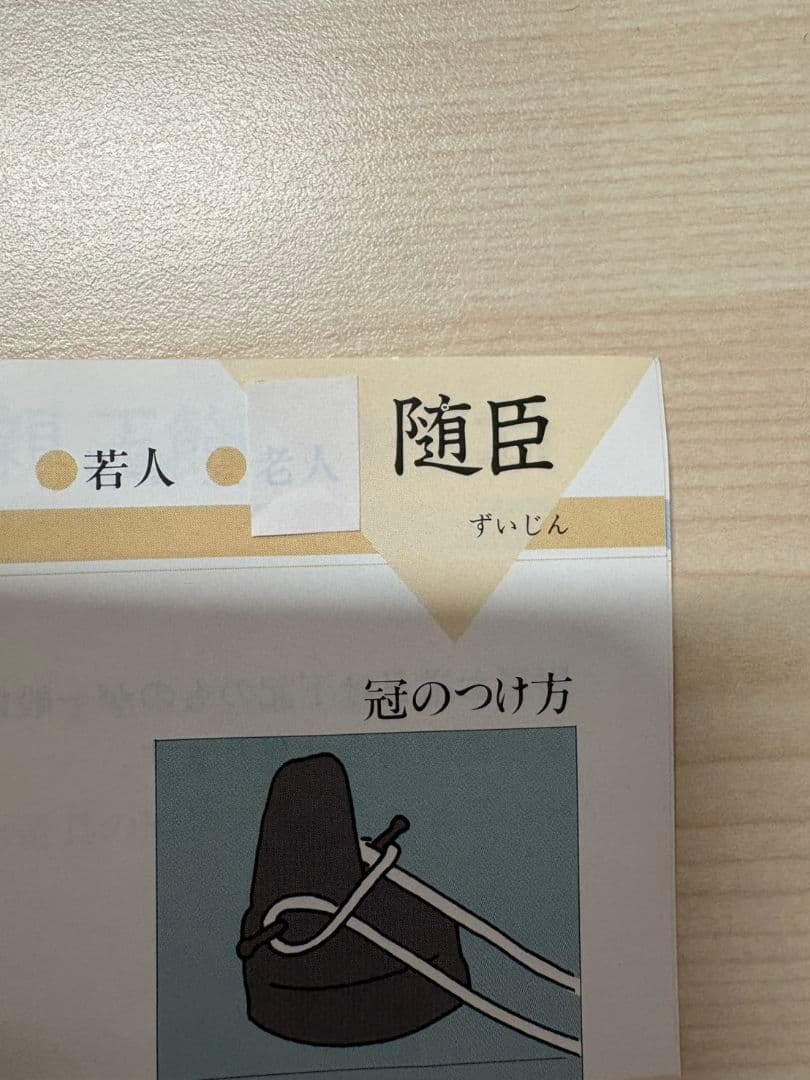 随臣
ずいじん
●若人 ●老人
冠のつけ方